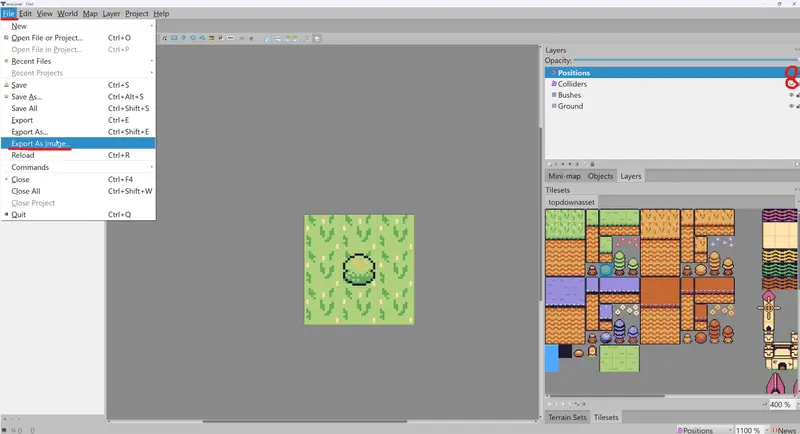 File Edit View World Map Layer Project Help
New
Open File or Project... Ctrl+O
Open File in Project... Ctrl+P
Recent Files
Recent Projects
Save Ctrl+S
Save As... Ctrl+Alt+S
Save All Ctrl+Shift+S
Export Ctrl+E
Export As... Ctrl+Shift+E
Export As Image...
Reload Ctrl+R
Commands
Close Ctrl+F4
Close All Ctrl+Shift+W
Close Project
Quit Ctrl+Q
Layers
Opacity:
Positions
Colliders
Bushes
Ground
Mini-map Objects Layers
Tilesets
topdownasset
400 %
Terrain Sets Tilesets
Positions 1100 % News